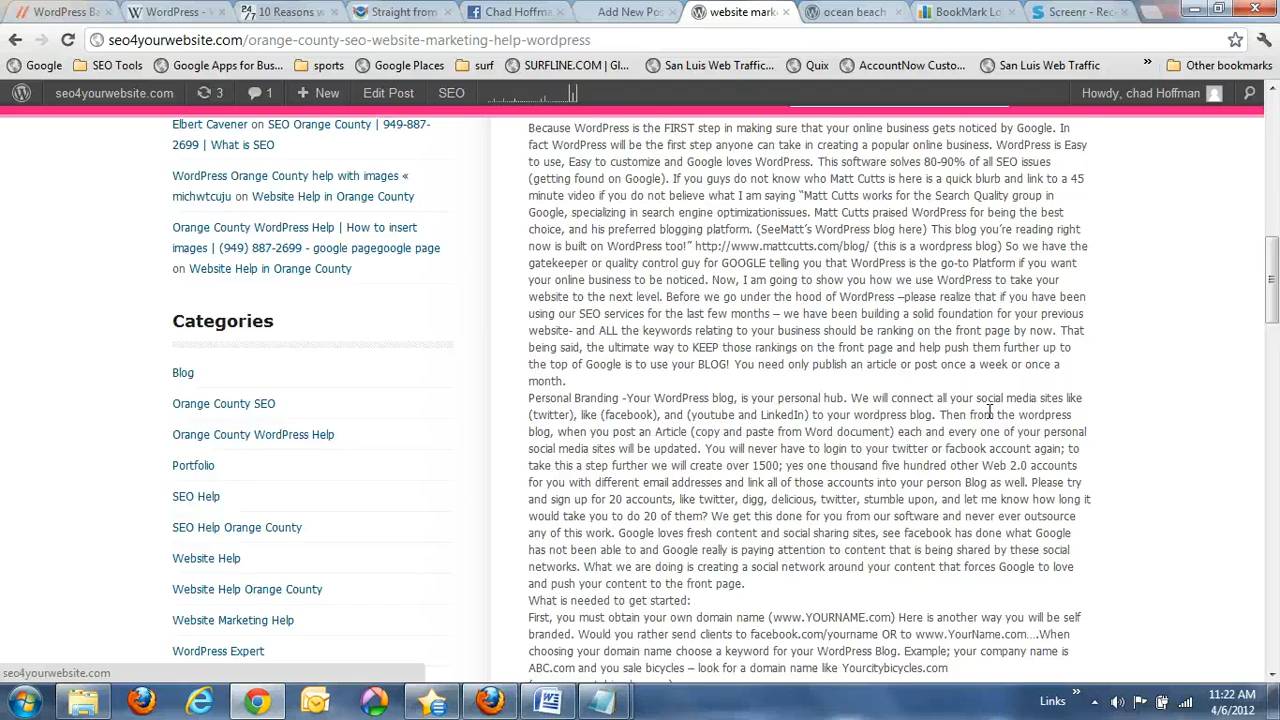 WordPress Ba
WordPress -
10 Reasons w
Straight from
Chad Hoffma
Add New Pos
website mark
ocean beach
BookMark Lo
Screenr - Rec
seo4yourwebsite.com/orange-county-seo-website-marketing-help-wordpress
Google
SEO Tools
Google Apps for Bus...
sports
Google Places
surf
SURFLINE.COM | Gl...
San Luis Web Traffic...
Quix
AccountNow Custo...
San Luis Web Traffic
»
Other bookmarks
seo4yourwebsite.com
3
1
+ New
Edit Post
SEO
Howdy, chad Hoffman
Elbert Cavener on SEO Orange County | 949-887-
2699 | What is SEO
WordPress Orange County help with images «
michwtcuju on Website Help in Orange County
Orange County WordPress Help | How to insert
images | (949) 887-2699 - google pagegoogle page
on Website Help in Orange County
Categories
Blog
Orange County SEO
Orange County WordPress Help
Portfolio
SEO Help
SEO Help Orange County
Website Help
Website Help Orange County
Website Marketing Help
WordPress Expert
Because WordPress is the FIRST step in making sure that your online business gets noticed by Google. In
fact WordPress will be the first step anyone can take in creating a popular online business. WordPress is Easy
to use, Easy to customize and Google loves WordPress. This software solves 80-90% of all SEO issues
(getting found on Google). If you guys do not know who Matt Cutts is here is a quick blurb and link to a 45
minute video if you do not believe what I am saying “Matt Cutts works for the Search Quality group in
Google, specializing in search engine optimizationissues. Matt Cutts praised WordPress for being the best
choice, and his preferred blogging platform. (SeeMatt’s WordPress blog here) This blog you’re reading right
now is built on WordPress too!” http://www.mattcutts.com/blog/ (this is a wordpress blog) So we have the
gatekeeper or quality control guy for GOOGLE telling you that WordPress is the go-to Platform if you want
your online business to be noticed. Now, I am going to show you how we use WordPress to take your
website to the next level. Before we go under the hood of WordPress –please realize that if you have been
using our SEO services for the last few months – we have been building a solid foundation for your previous
website- and ALL the keywords relating to your business should be ranking on the front page by now. That
being said, the ultimate way to KEEP those rankings on the front page and help push them further up to
the top of Google is to use your BLOG! You need only publish an article or post once a week or once a
month.
Personal Branding -Your WordPress blog, is your personal hub. We will connect all your social media sites like
(twitter), like (facebook), and (youtube and LinkedIn) to your wordpress blog. Then from the wordpress
blog, when you post an Article (copy and paste from Word document) each and every one of your personal
social media sites will be updated. You will never have to login to your twitter or facbook account again; to
take this a step further we will create over 1500; yes one thousand five hundred other Web 2.0 accounts
for you with different email addresses and link all of those accounts into your person Blog as well. Please try
and sign up for 20 accounts, like twitter, digg, delicious, twitter, stumble upon, and let me know how long it
would take you to do 20 of them? We get this done for you from our software and never ever outsource
any of this work. Google loves fresh content and social sharing sites, see facebook has done what Google
has not been able to and Google really is paying attention to content that is being shared by these social
networks. What we are doing is creating a social network around your content that forces Google to love
and push your content to the front page.
What is needed to get started:
First, you must obtain your own domain name (www.YOURNAME.com) Here is another way you will be self
branded. Would you rather send clients to facebook.com/yourname OR to www.YourName.com….When
choosing your domain name choose a keyword for your WordPress Blog. Example; your company name is
ABC.com and you sale bicycles – look for a domain name like Yourcitybicycles.com
seo4yourwebsite.com
Links
»
11:22 AM
4/6/2012